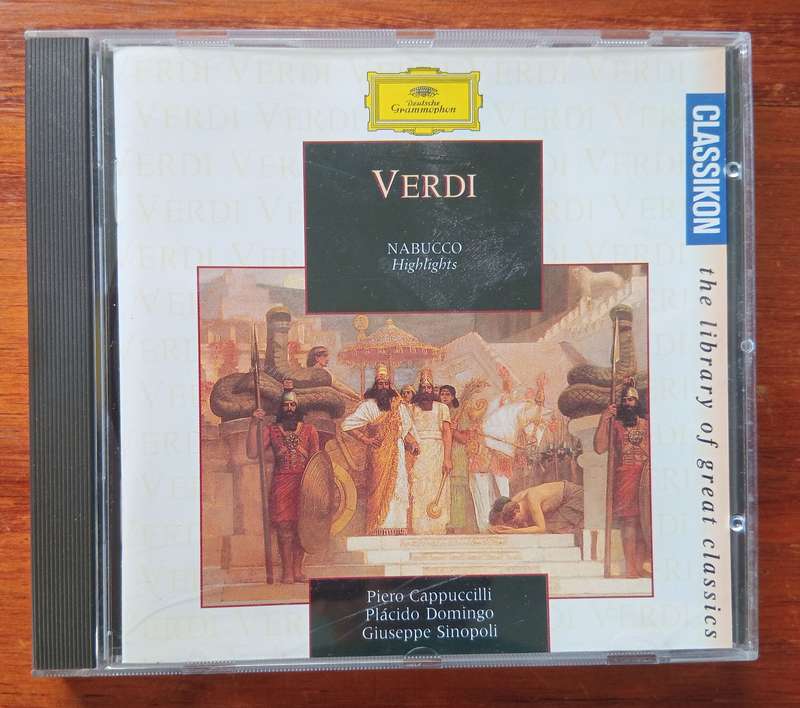 Deutsche
Grammophon
VERDI
NABUCCO
Highlights
CLASSIKON
the library of great classics
Piero Cappuccilli
Plácido Domingo
Giuseppe Sinopoli